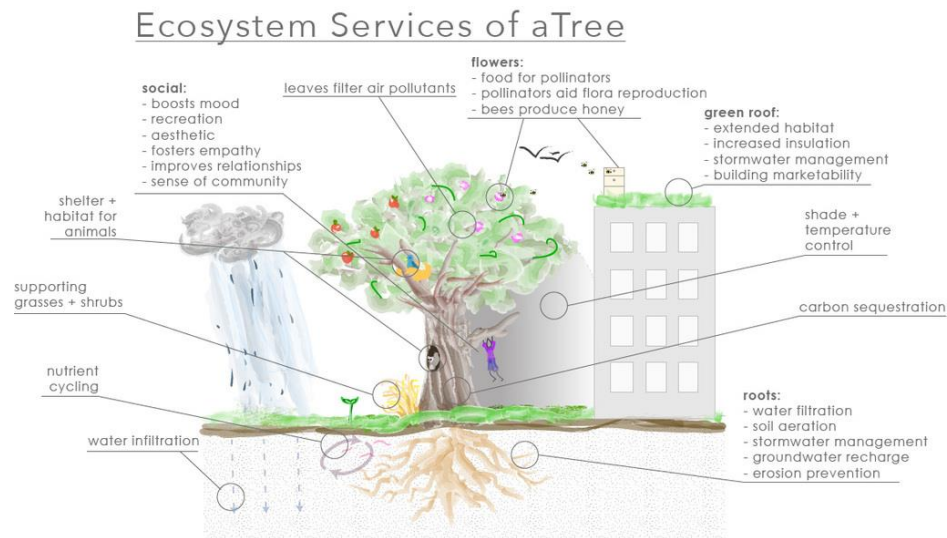 Ecosystem Services of aTree
social:
- boosts mood
- recreation
- aesthetic
- fosters empathy
- improves relationships
- sense of community
leaves filter air pollutants
flowers:
- food for pollinators
- pollinators aid flora reproduction
- bees produce honey
green roof:
- extended habitat
- increased insulation
- stormwater management
- building marketability
shelter +
habitat for
animals
shade +
temperature
control
supporting
grasses + shrubs
carbon sequestration
nutrient
cycling
water infiltration
roots:
- water filtration
- soil aeration
- stormwater management
- groundwater recharge
- erosion prevention